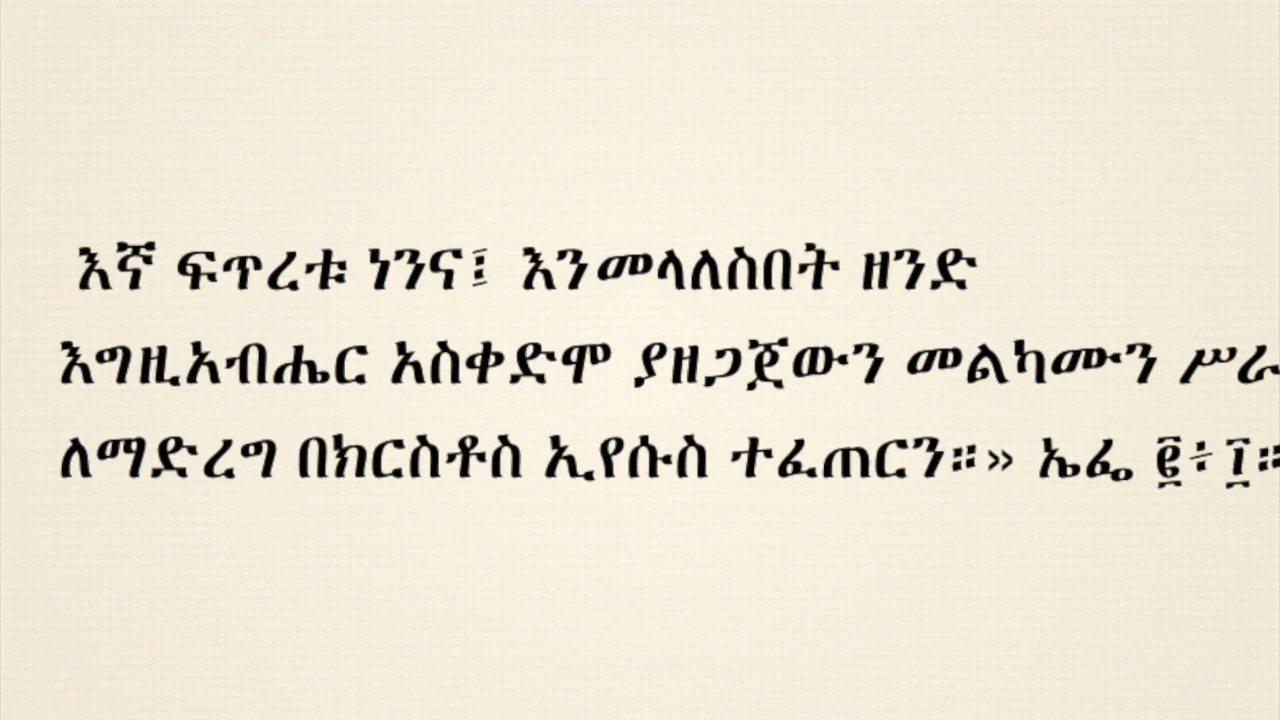 እኛ ፍጥረቱ ነንና፤ እንመላለስበት ዘንድ
እግዚአብሔር አስቀድሞ ያዘጋጀውን መልካሙን ሥራ
ለማድረግ በክርስቶስ ኢየሱስ ተፈጠርን።» ኤፌ ፪፥፲።